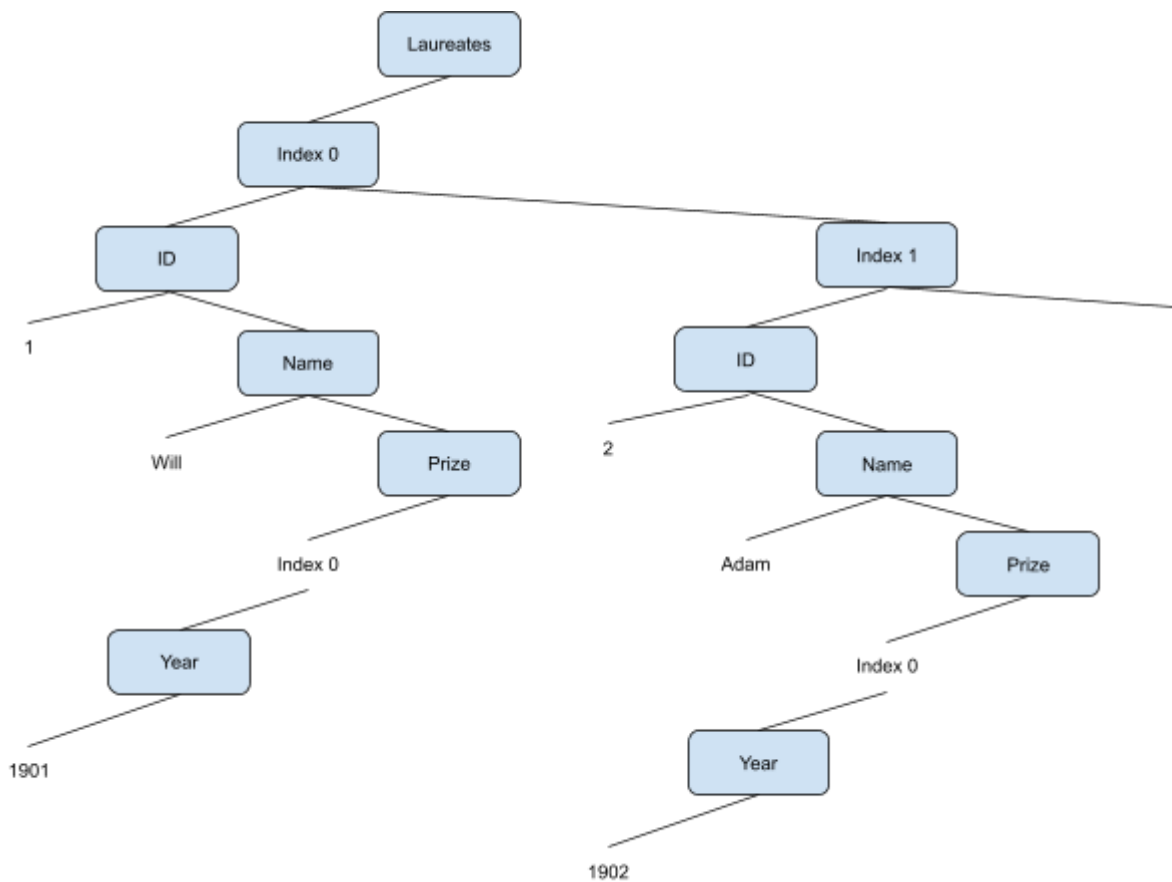 Laureates
Index 0
ID
Index 1
1
Name
ID
Will
Prize
2
Name
Index 0
Adam
Prize
Year
Index 0
1901
Year
1902